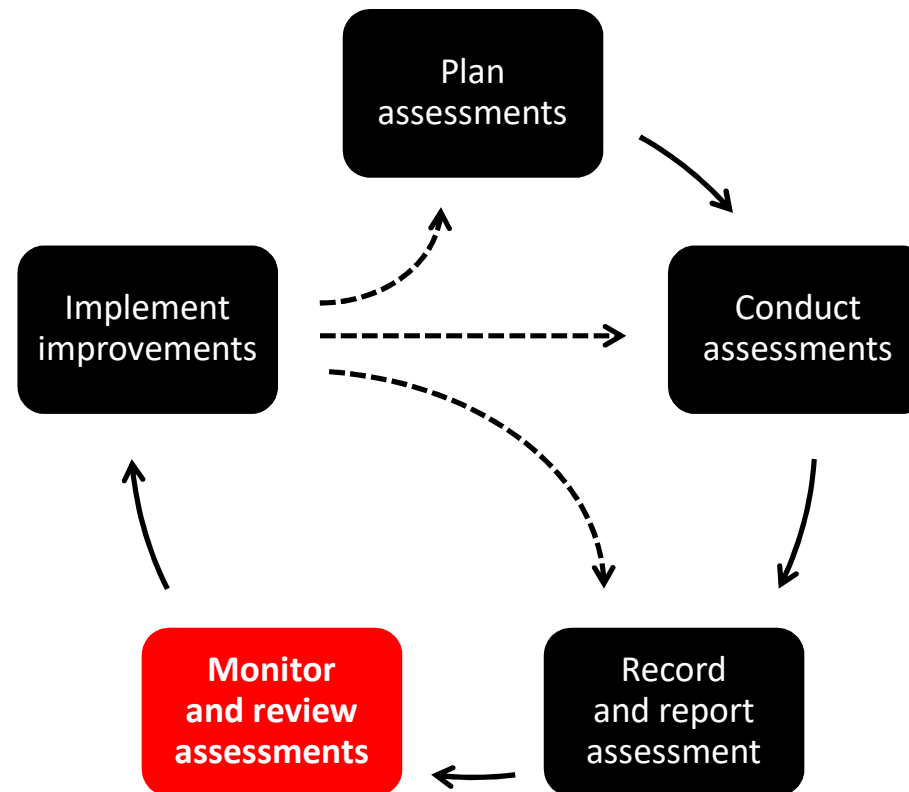 Plan
assessments
Implement
improvements
Conduct
assessments
Monitor
and review
assessments
Record
and report
assessment